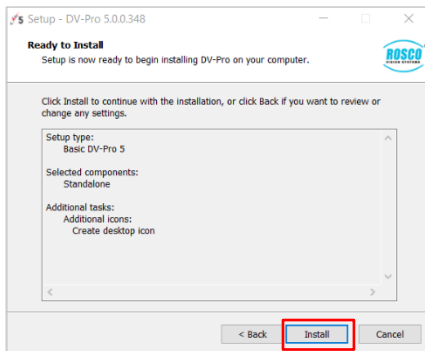 5 Setup - DV-Pro 5.0.0.348
Ready to Install
Setup is now ready to begin installing DV-Pro on your computer.
ROSCO
VISION SYSTEMS
Click Install to continue with the installation, or click Back if you want to review or
change any settings.
Setup type:
Basic DV-Pro 5
Selected components:
Standalone
Additional tasks:
Additional icons:
Create desktop icon
< Back
Install
Cancel